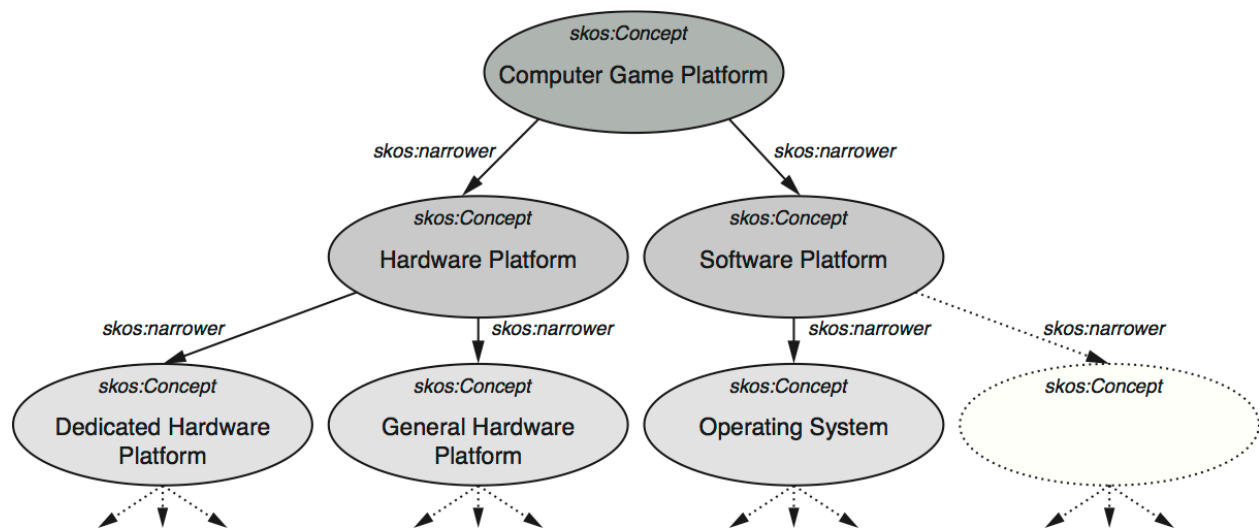 skos:Concept
Computer Game Platform
skos:narrower
skos:narrower
skos:Concept
Hardware Platform
skos:Concept
Software Platform
skos:narrower
skos:narrower
skos:narrower
skos:narrower
skos:Concept
Dedicated Hardware
Platform
skos:Concept
General Hardware
Platform
skos:Concept
Operating System
skos:Concept